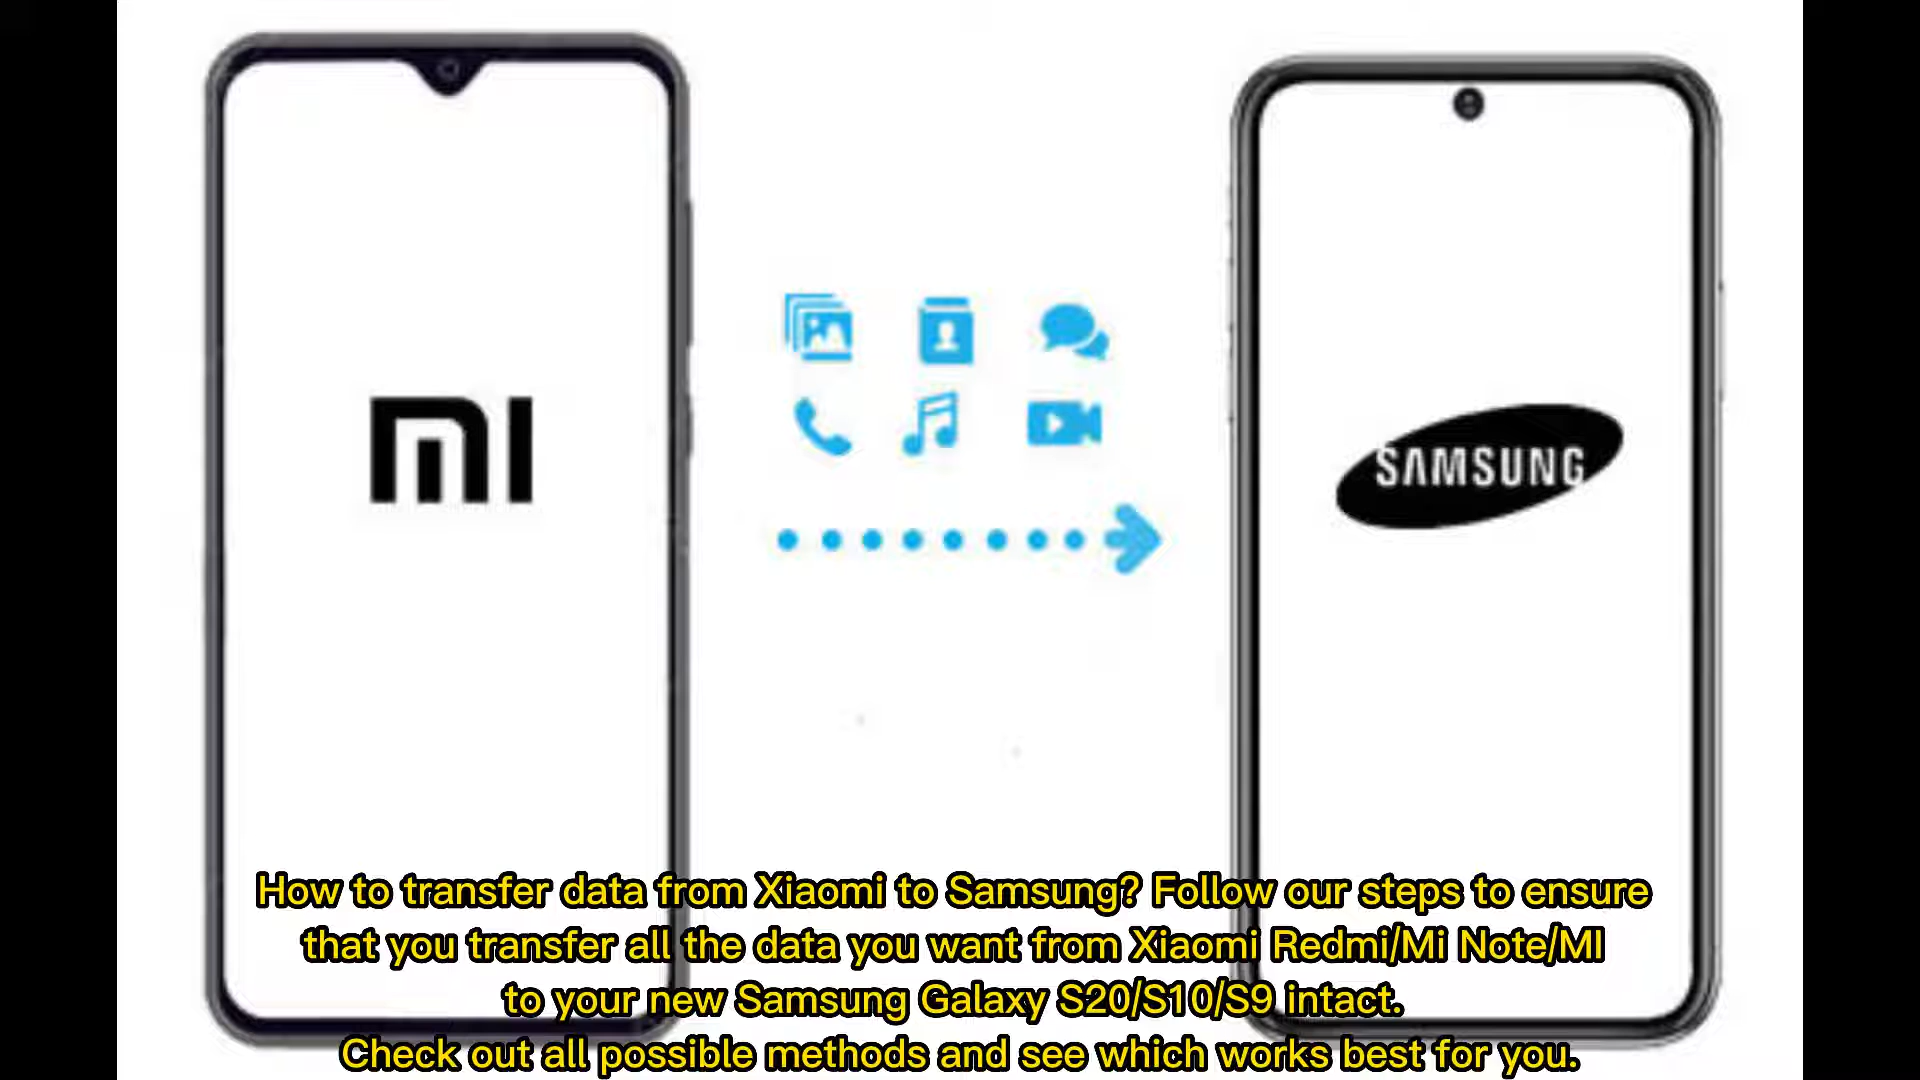 MI
SAMSUNG
How to transfer data from Xiaomi to Samsung? Follow our steps to ensure
that you transfer all the data you want from Xiaomi Redmi/Mi Note/MI
to your new Samsung Galaxy S20/S10/S9 intact.
Check out all possible methods and see which works best for you.